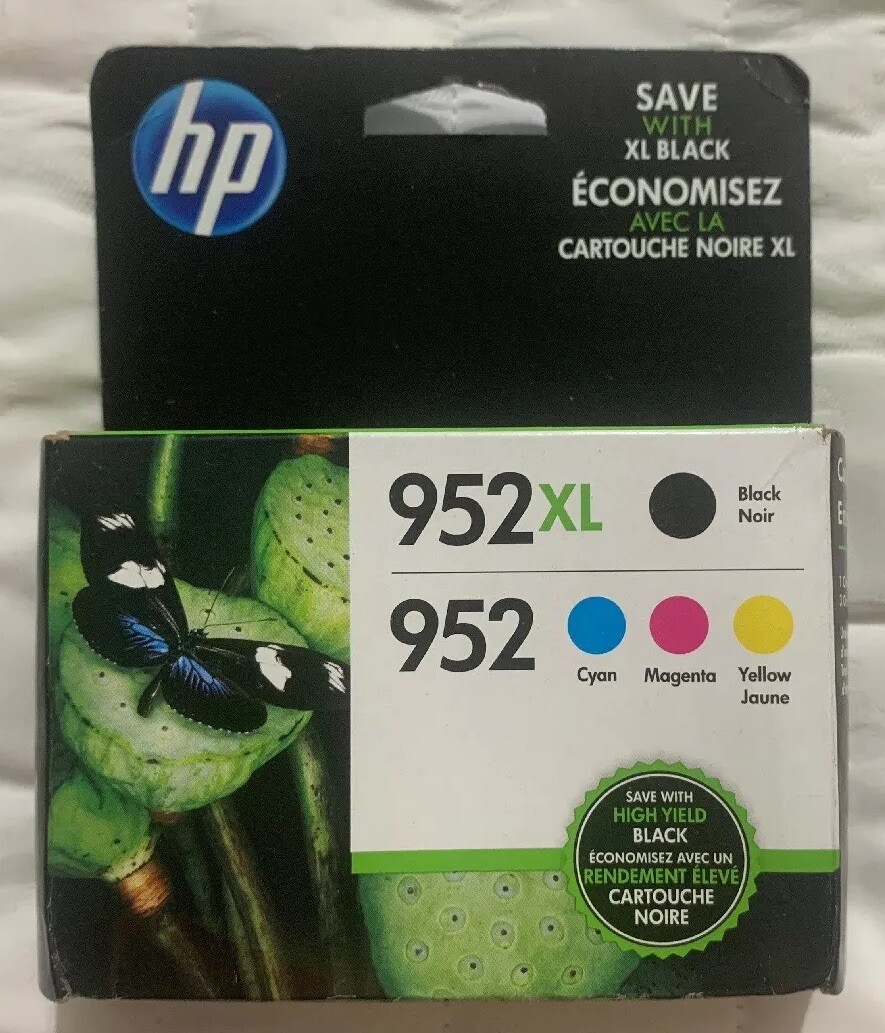 hp
SAVE
WITH
XL BLACK
ÉCONOMISEZ
AVEC LA
CARTOUCHE NOIRE XL
952XL
Black
Noir
952
Cyan
Magenta
Yellow
Jaune
SAVE WITH
HIGH YIELD
BLACK
ÉCONOMISEZ AVEC UN
RENDEMENT ÉLEVÉ
CARTOUCHE
NOIRE